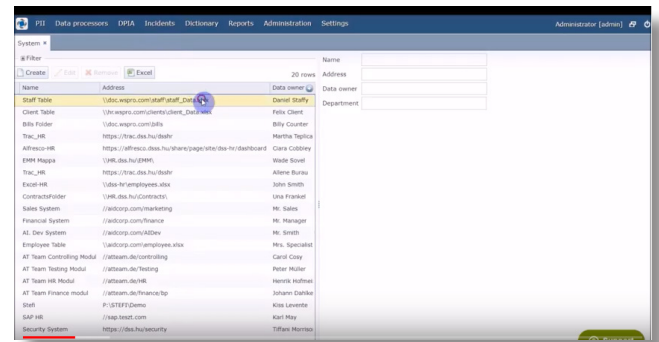 PII Data processors DPIA Incidents Dictionary Reports Administration Settings Administrator [admin]
System
Filter
Create Edit Remove Excel 20 rows
Name Address Data owner
Staff Table \\doc.wspro.com\staff\staff_Data.xlsx Daniel Staffy
Client Table \\hr.wspro.com\clients\client_Data.xlsx Felix Client
Bills Folder \\doc.wspro.com\bills Billy Counter
Trac_HR https://trac.dss.hu/dsshr Martha Teplica
Alfresco-HR https://alfresco.dsss.hu/share/page/site/dss-hr/dashboard Clara Cobbley
EMM Mappa \\HR.dss.hu\EMM\ Wade Sovel
Trac_HR https://trac.dss.hu/dsshr Allene Burau
Excel-HR \\dss-hr\employees.xlsx John Smith
ContractsFolder \\HR.dss.hu\Contracts\ Una Frankel
Sales System //aidcorp.com/marketing Mr. Sales
Financial System //aidcorp.com/finance Mr. Manager
AI. Dev System //aidcorp.com/AIDev Mr. Smith
Employee Table \\aidcorp.com\employee.xlsx Mrs. Specialist
AT Team Controlling Modul //atteam.de/controlling Carol Cosy
AT Team Testing Modul //atteam.de/Testing Peter Müller
AT Team HR Modul //atteam.de/HR Henrik Hofmes
AT Team Finance modul //atteam.de/finance/bp Johann Dahlke
Stefi P:\STEFI\Demo Kiss Levente
SAP HR //sap.teszt.com Karl May
Security System https://dss.hu/security Tiffani Morriso
Name
Address
Data owner
Department